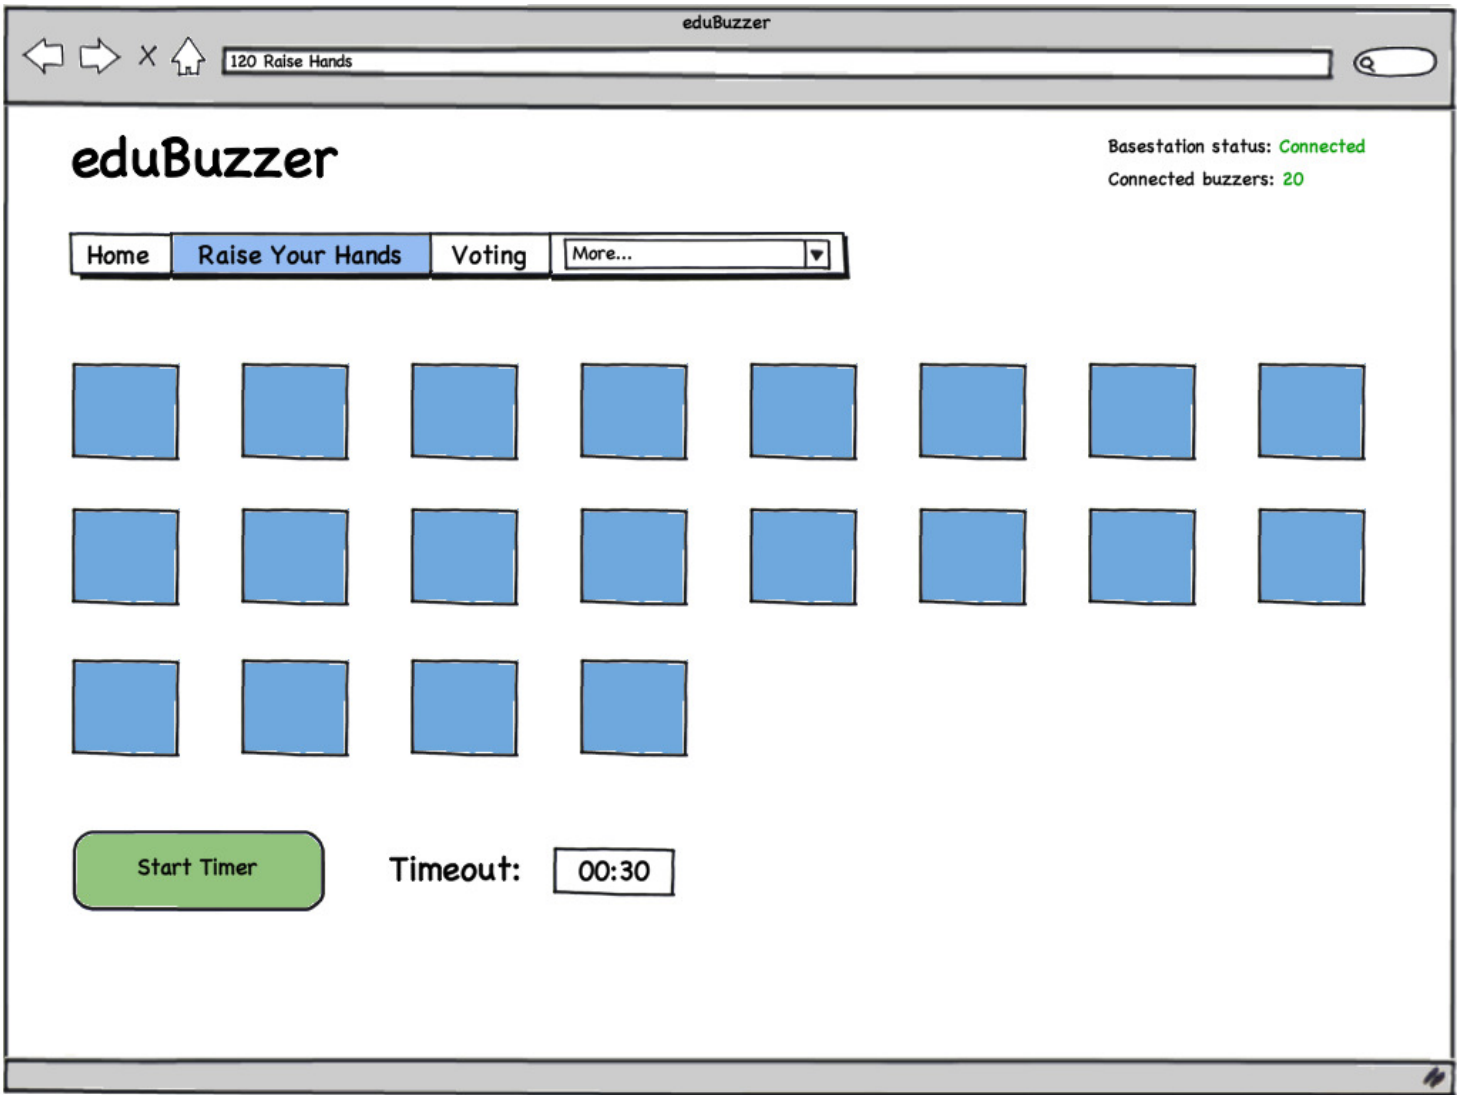 eduBuzzer
120 Raise Hands
eduBuzzer
Basestation status: Connected
Connected buzzers: 20
Home Raise Your Hands Voting More...
Start Timer Timeout: 00:30